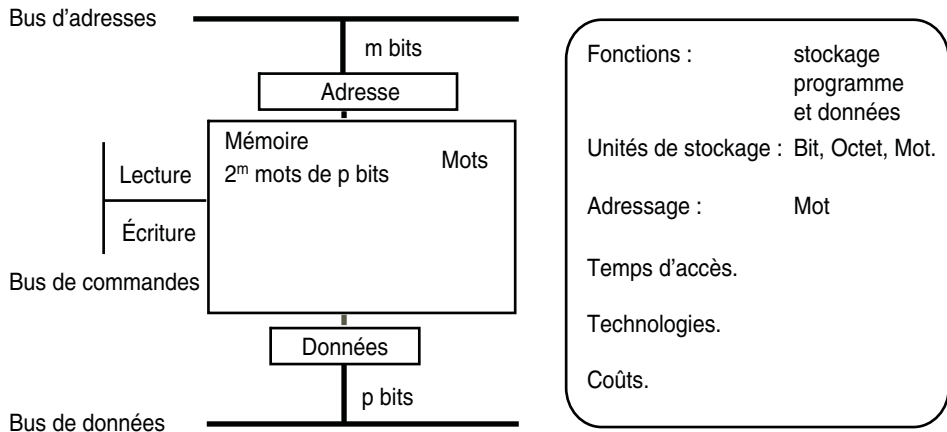 Bus d'adresses
m bits
Adresse
Mémoire
Mots
2^m mots de p bits
Lecture
Écriture
Bus de commandes
Données
p bits
Bus de données
Fonctions : stockage
programme
et données
Unités de stockage : Bit, Octet, Mot.
Adressage : Mot
Temps d'accès.
Technologies.
Coûts.